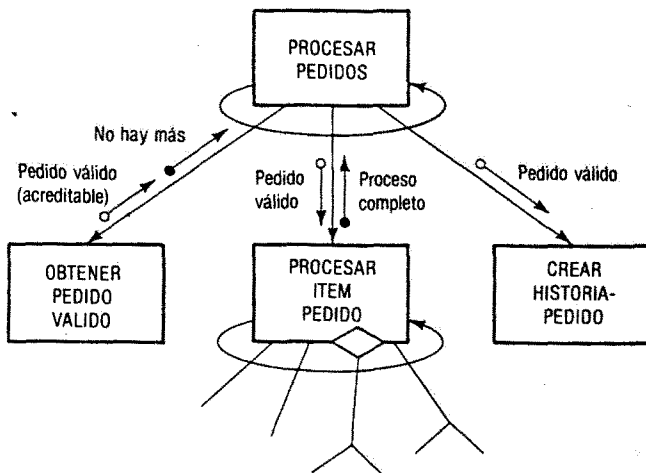 PROCESAR
PEDIDOS
No hay más
Pedido válido
(acreditable)
Pedido
válido
Proceso
completo
Pedido válido
OBTENER
PEDIDO
VALIDO
PROCESAR
ITEM
PEDIDO
CREAR
HISTORIA-
PEDIDO